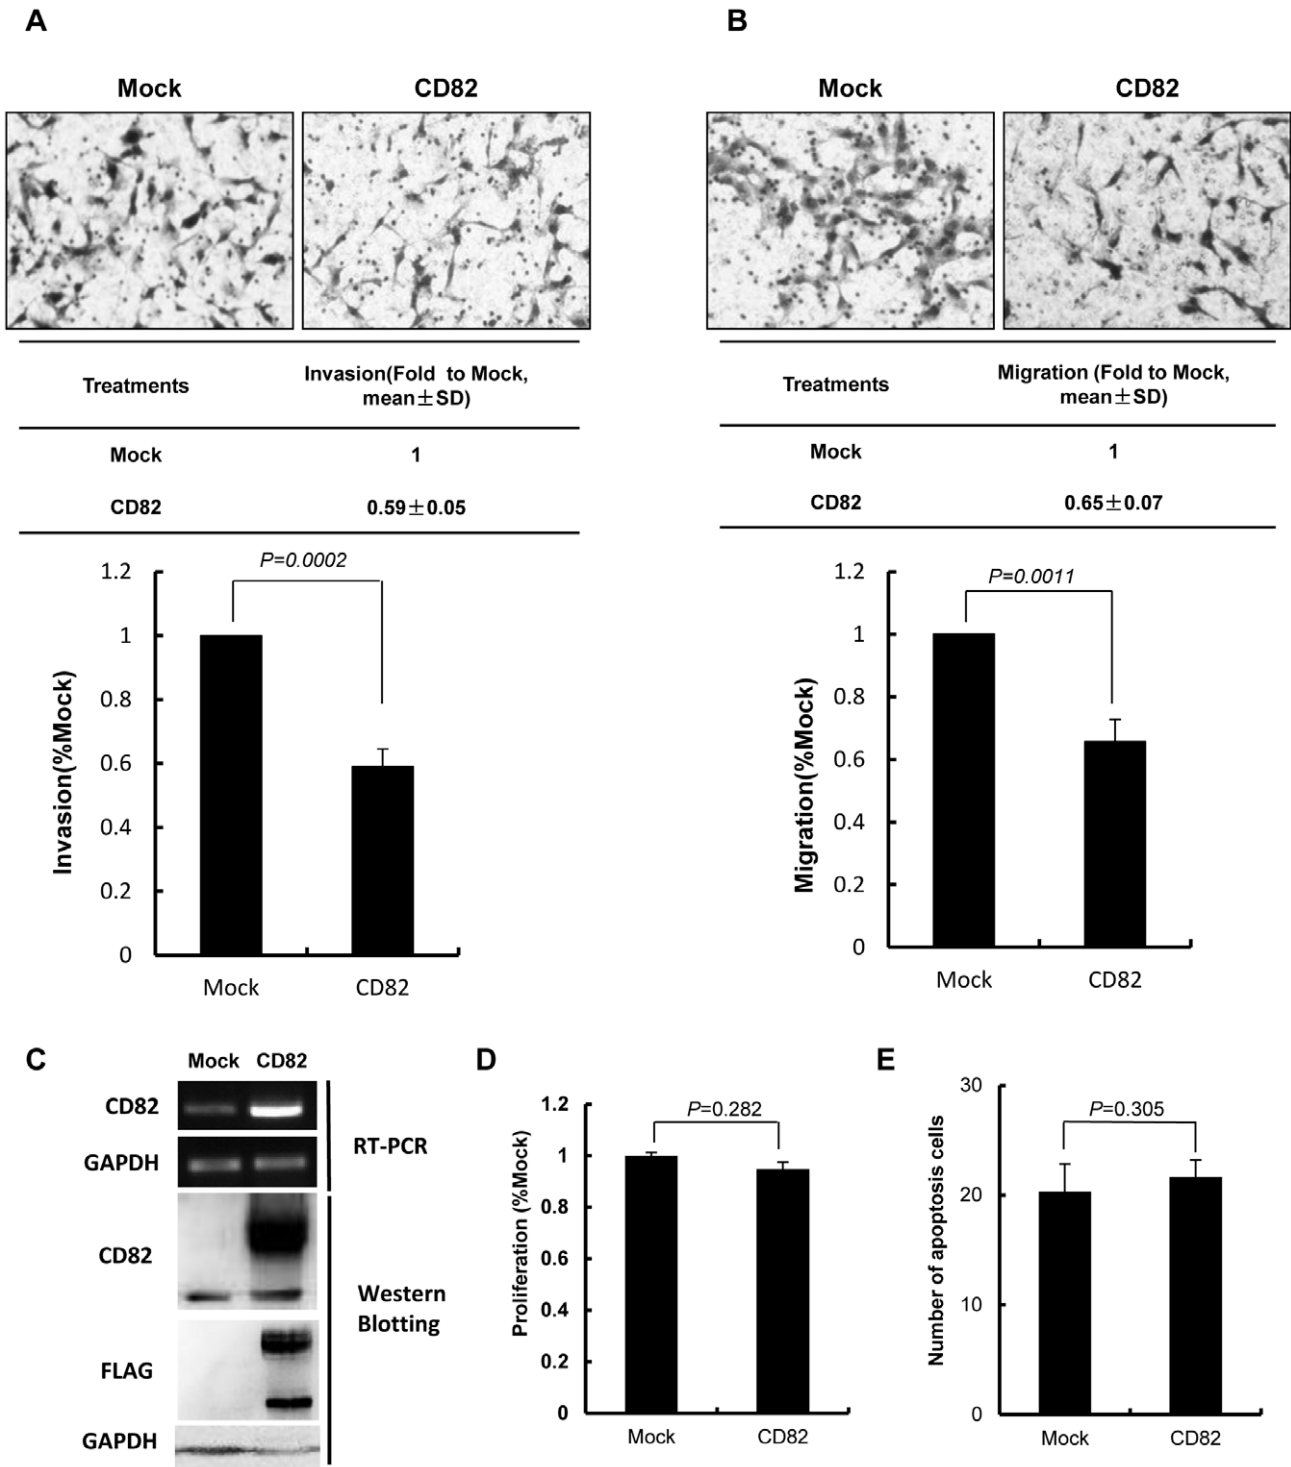 A
Mock CD82
Treatments Invasion(Fold to Mock, mean±SD)
Mock 1
CD82 0.59±0.05
P=0.0002
1.2
1
0.8
0.6
0.4
0.2
0
Invasion(%Mock)
Mock CD82
B
Mock CD82
Treatments Migration (Fold to Mock, mean±SD)
Mock 1
CD82 0.65±0.07
P=0.0011
1.2
1
0.8
0.6
0.4
0.2
0
Migration(%Mock)
Mock CD82
C
Mock CD82
CD82
GAPDH
RT-PCR
CD82
FLAG
GAPDH
Western
Blotting
D
P=0.282
1.2
1
0.8
0.6
0.4
0.2
0
Proliferation (%Mock)
Mock CD82
E
P=0.305
30
20
10
0
Number of apoptosis cells
Mock CD82